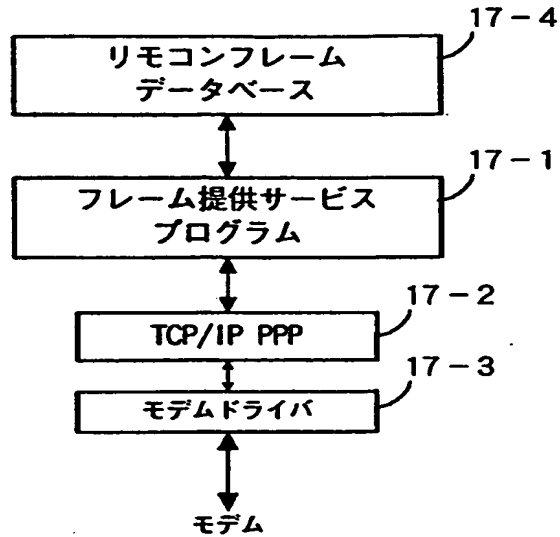 17-4
リモコンフレーム
データベース
17-1
フレーム提供サービス
プログラム
17-2
TCP/IP PPP
17-3
モデムドライバ
モデム